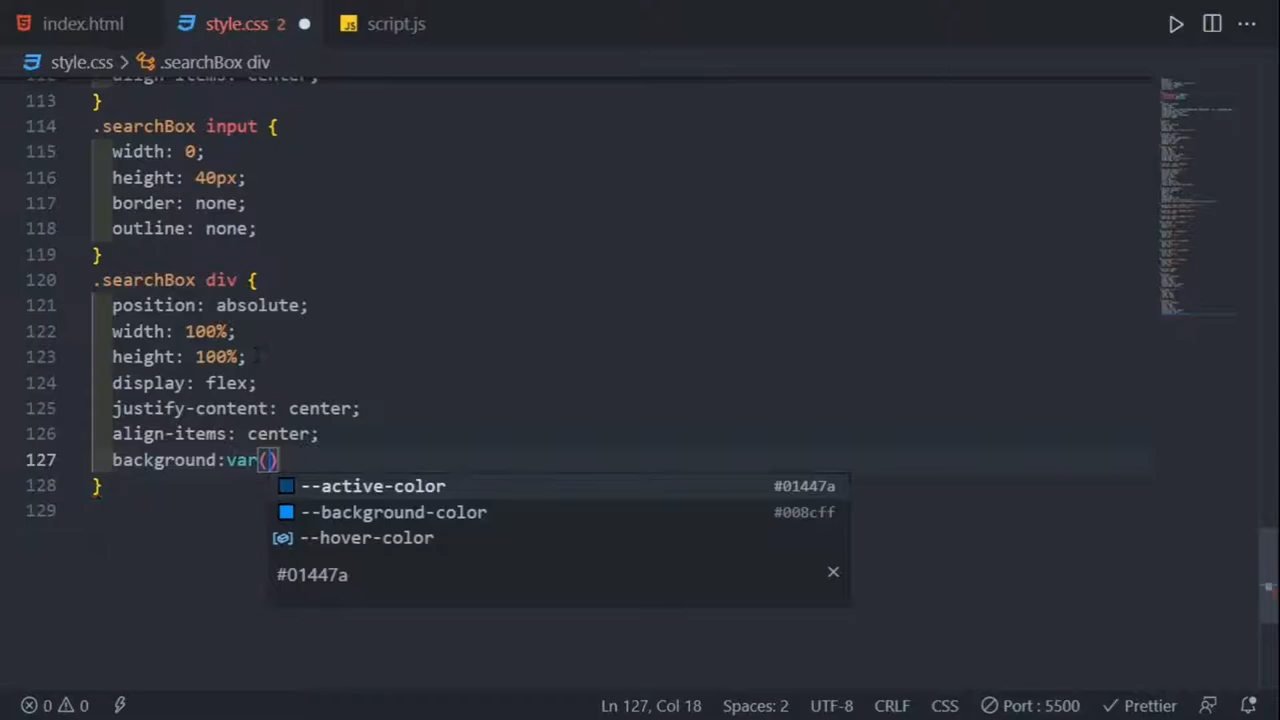 index.html style.css 2 JS script.js
style.css > .searchBox div
113 }
114 .searchBox input {
115 width: 0;
116 height: 40px;
117 border: none;
118 outline: none;
119 }
120 .searchBox div {
121 position: absolute;
122 width: 100%;
123 height: 100%;
124 display: flex;
125 justify-content: center;
126 align-items: center;
127 background:var()
--active-color #01447a
128 }
--background-color #008cff
129
--hover-color
#01447a
0 0 Ln 127, Col 18 Spaces: 2 UTF-8 CRLF CSS Port : 5500 Prettier